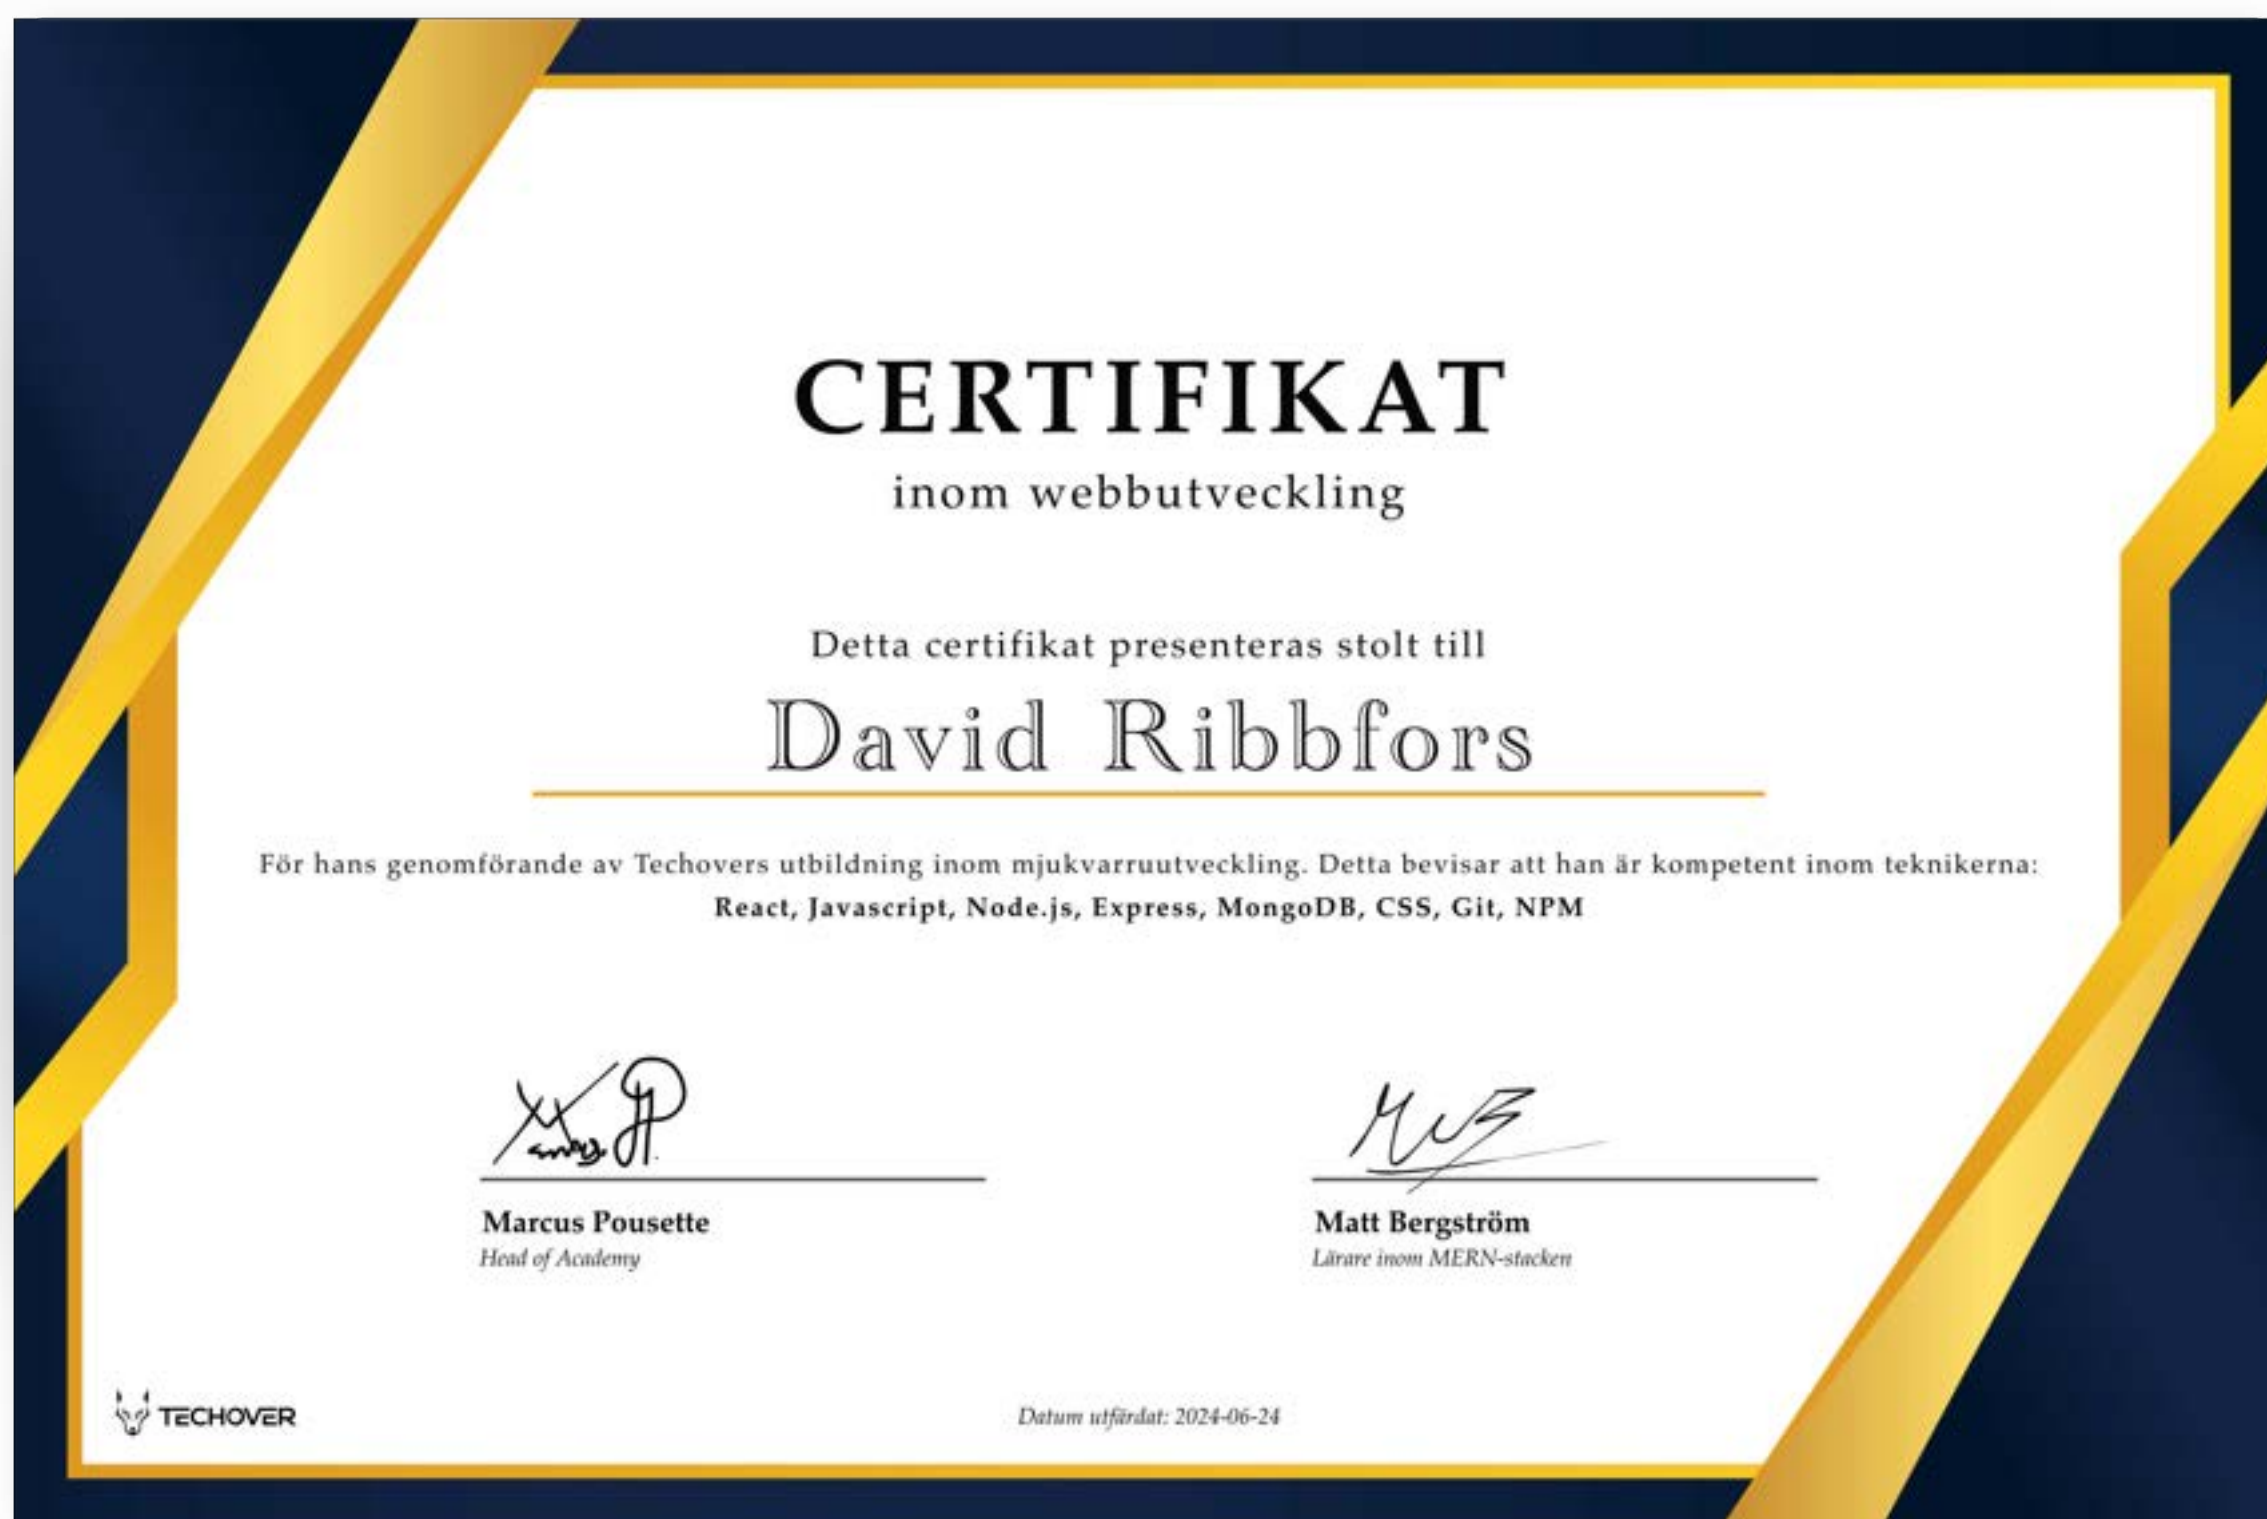 CERTIFIKAT
inom webbutveckling
Detta certifikat presenteras stolt till
David Ribbfors
För hans genomförande av Techovers utbildning inom mjukvarruutveckling. Detta bevisar att han är kompetent inom teknikerna:
React, Javascript, Node.js, Express, MongoDB, CSS, Git, NPM
Marcus Pousette
Head of Academy
Matt Bergström
Lärare inom MERN-stacken
TECHOVER
Datum utfärdat: 2024-06-24